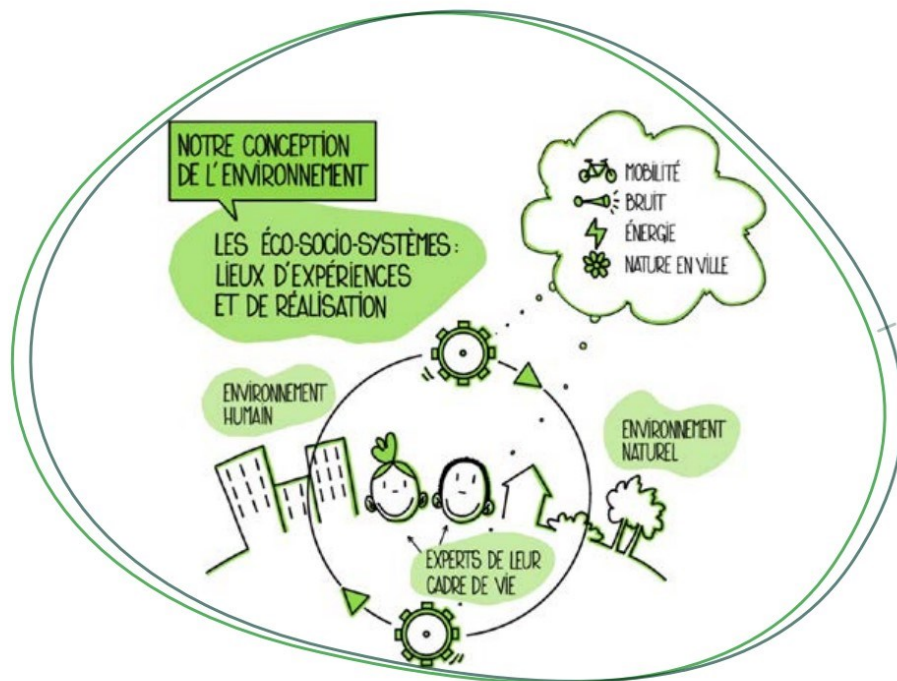 NOTRE CONCEPTION
DE L'ENVIRONNEMENT
LES ÉCO-SOCIO-SYSTÈMES :
LIEUX D'EXPÉRIENCES
ET DE RÉALISATION
MOBILITÉ
BRUIT
ÉNERGIE
NATURE EN VILLE
ENVIRONNEMENT
HUMAIN
ENVIRONNEMENT
NATUREL
EXPERTS DE LEUR
CADRE DE VIE